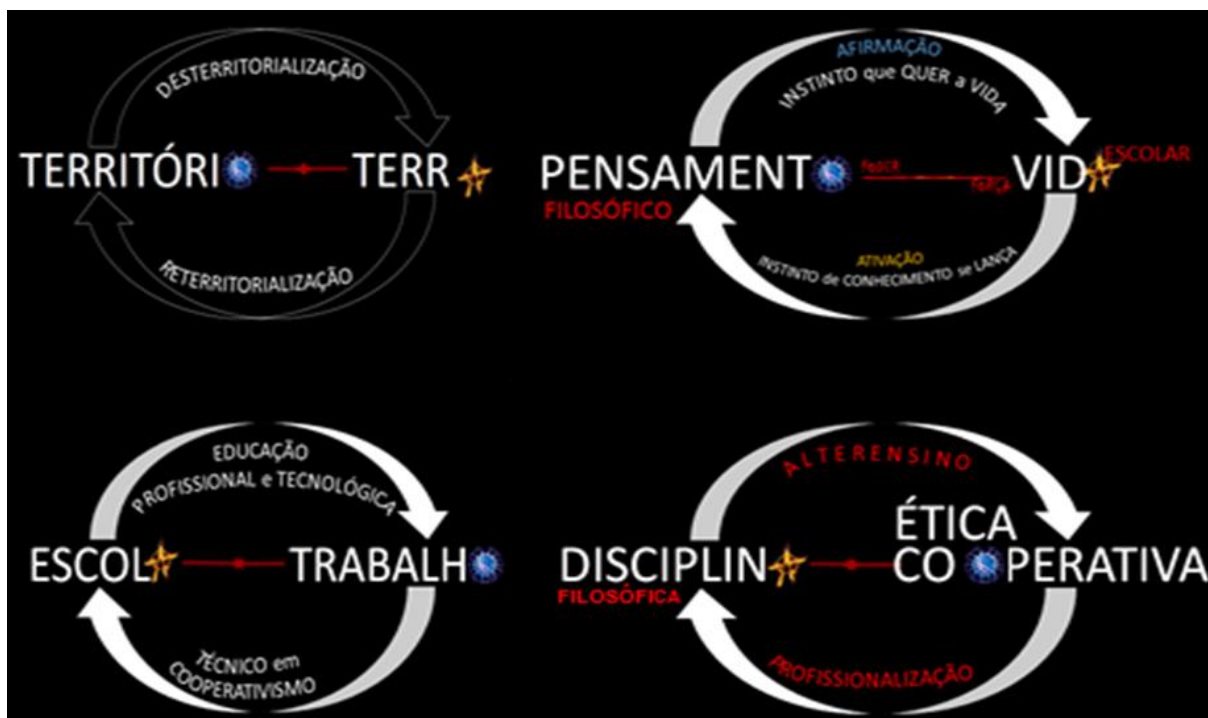 DESTERRITORIALIZAÇÃO
TERRITÓRI TERR
RETERRITORIALIZAÇÃO
AFIRMAÇÃO
INSTINTO que QUER a VIDA
PENSAMENT VID ESCOLAR
FILOSÓFICO
ATIVAÇÃO
INSTINTO de CONHECIMENTO se LANÇA
EDUCAÇÃO
PROFISSIONAL e TECNOLÓGICA
ESCOL TRABALH
TÉCNICO em
COOPERATIVISMO
ALTERENSINO
ÉTICA
DISCIPLIN CO PERATIVA
FILOSÓFICA
PROFISSIONALIZAÇÃO